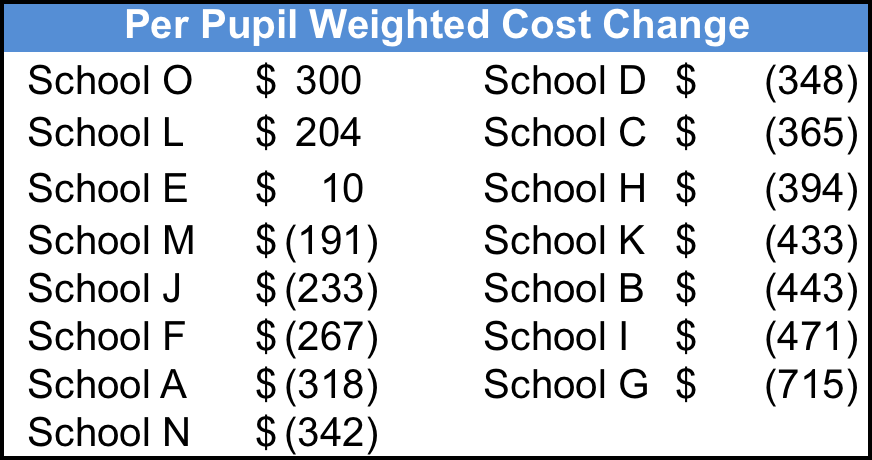 Per Pupil Weighted Cost Change
School O $ 300 School D $ (348)
School L $ 204 School C $ (365)
School E $ 10 School H $ (394)
School M $ (191) School K $ (433)
School J $ (233) School B $ (443)
School F $ (267) School I $ (471)
School A $ (318) School G $ (715)
School N $ (342)